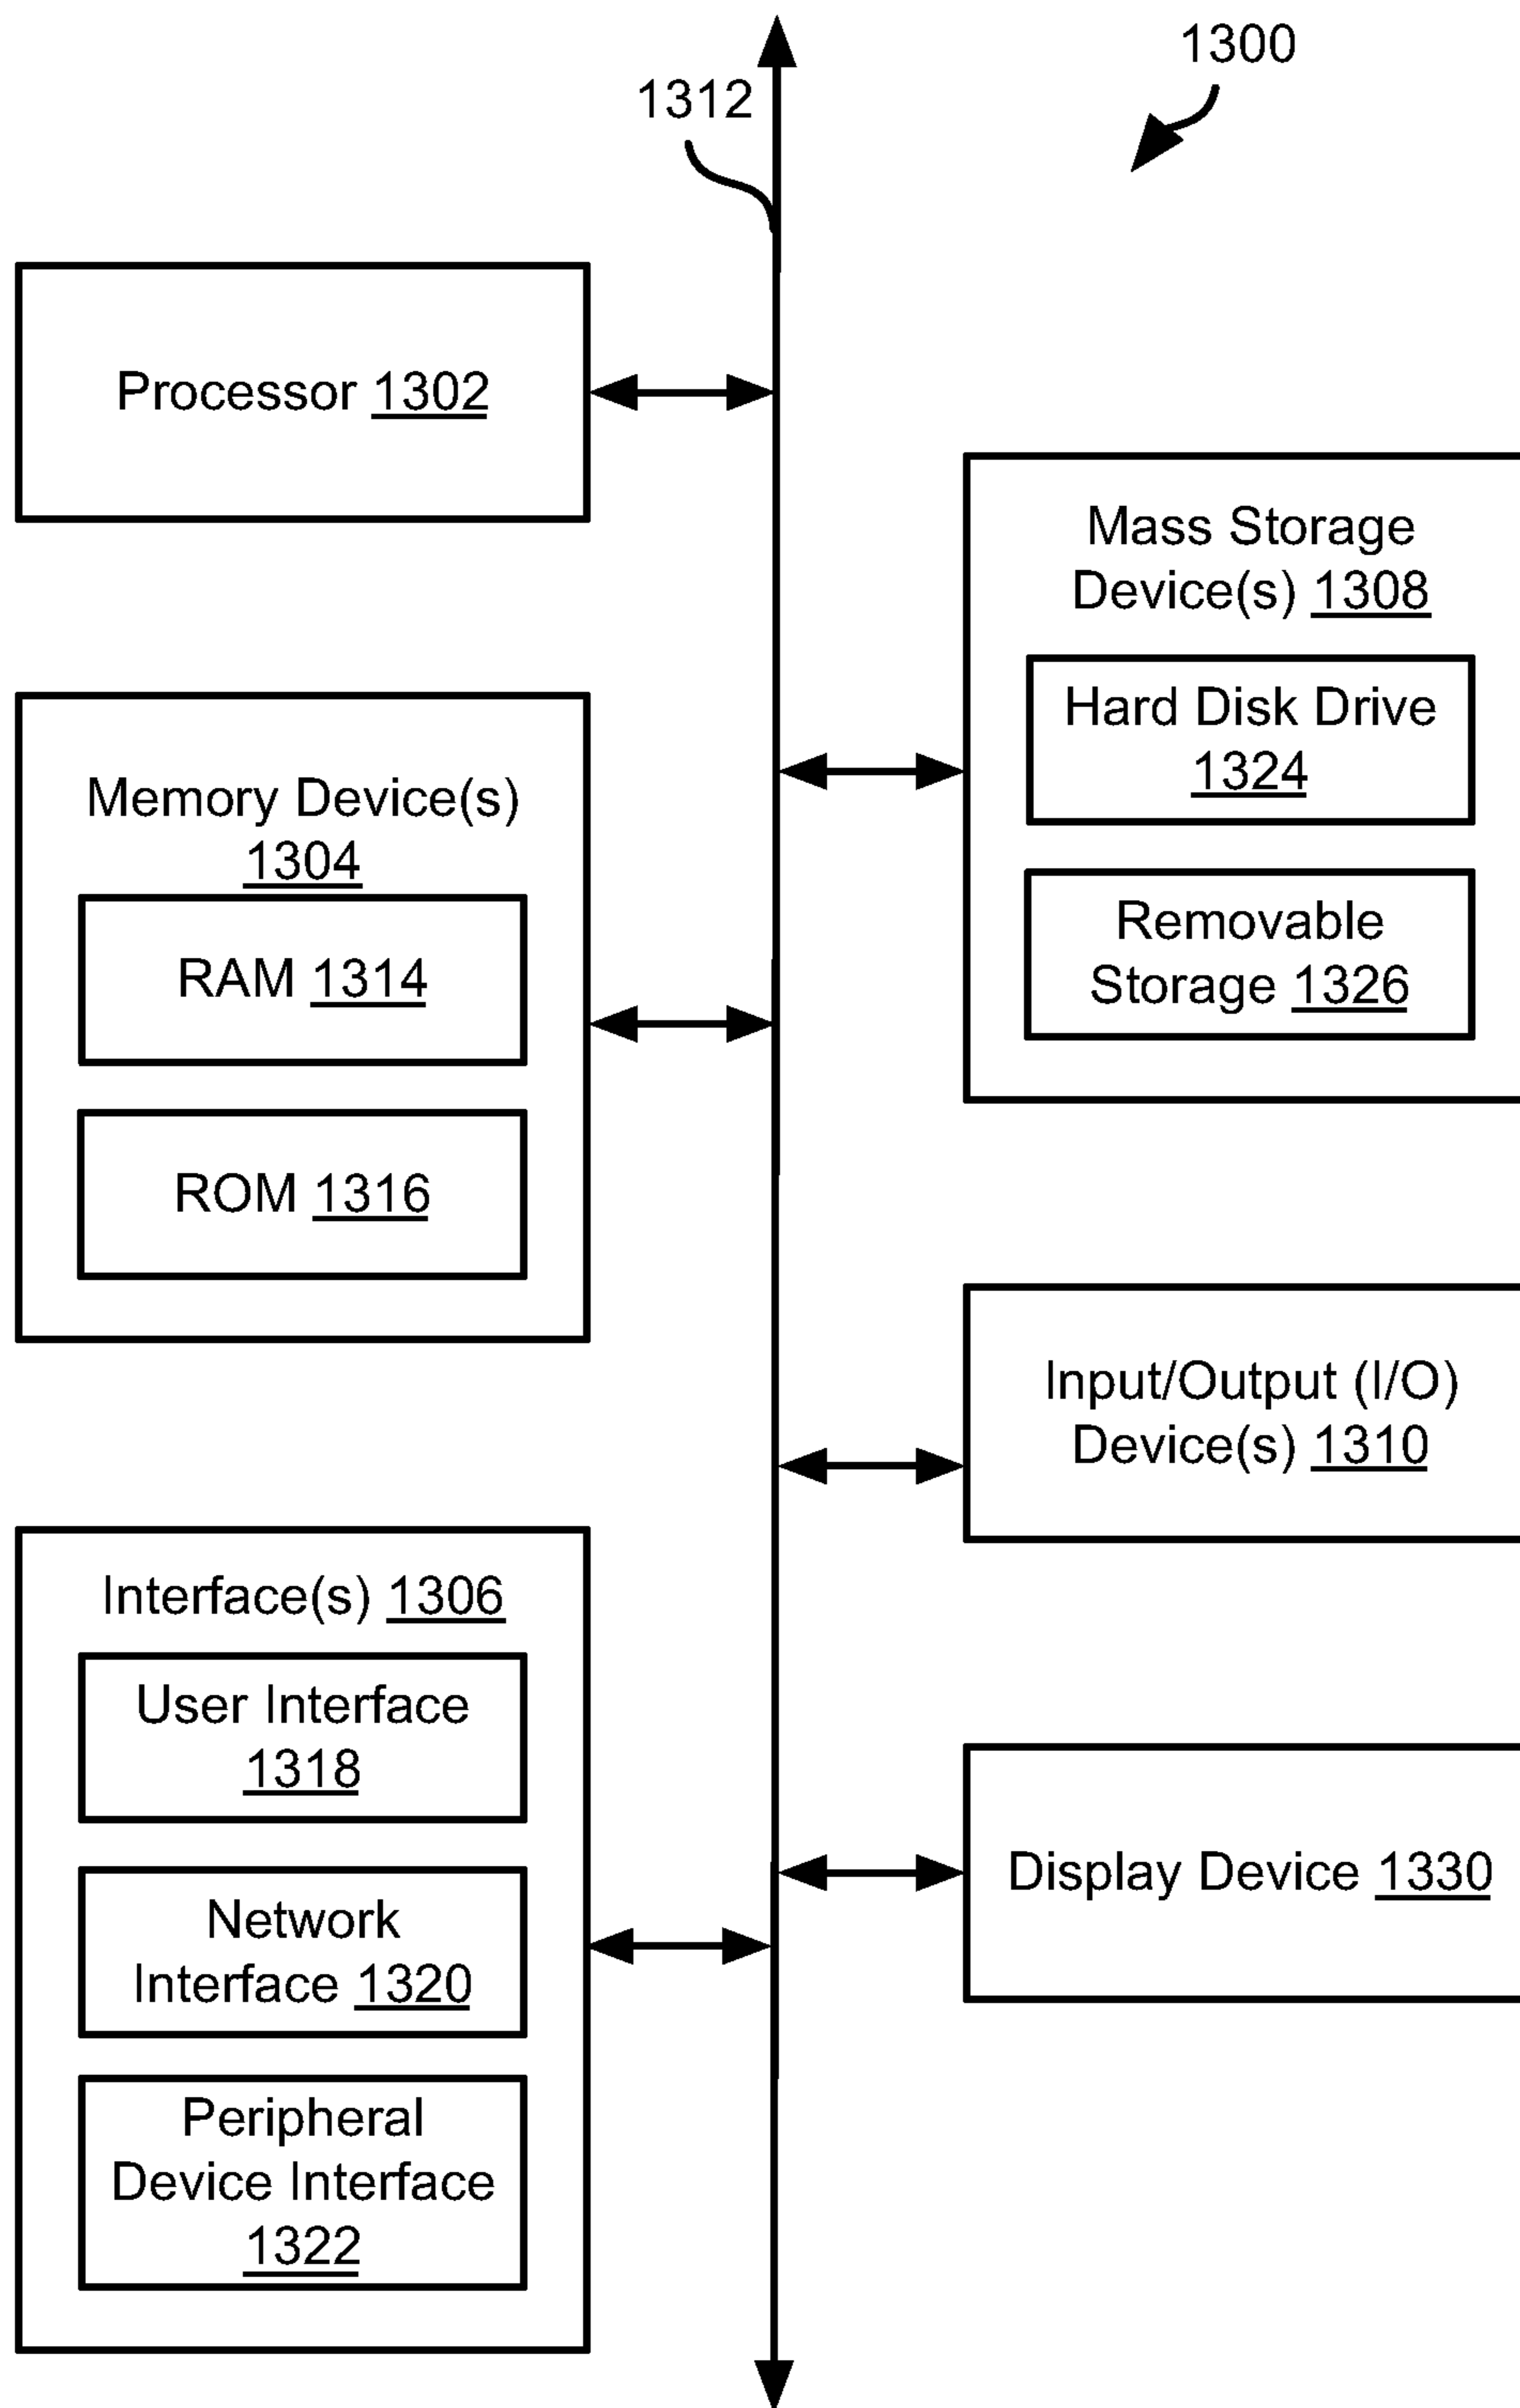 1300
1312
Processor 1302
Mass Storage
Device(s) 1308
Hard Disk Drive
1324
Removable
Storage 1326
Memory Device(s)
1304
RAM 1314
ROM 1316
Input/Output (I/O)
Device(s) 1310
Interface(s) 1306
User Interface
1318
Network
Interface 1320
Peripheral
Device Interface
1322
Display Device 1330